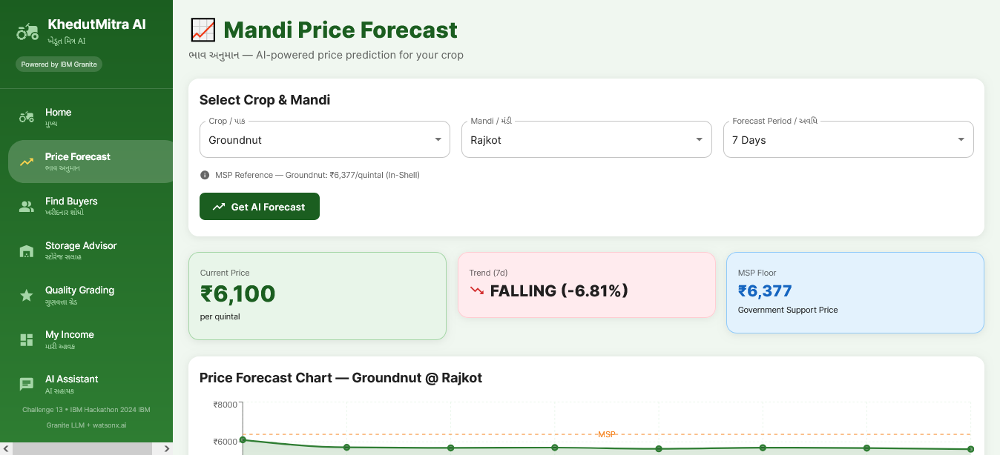 KhedutMitra AI
ખેડૂત મિત્ર AI
Powered by IBM Granite
Home
મુખ્ય
Price Forecast
ભાવ અનુમાન
Find Buyers
ખરીદનાર શોધો
Storage Advisor
સ્ટોરેજ સલાહ
Quality Grading
ગુણવત્તા ગ્રેડ
My Income
મારી આવક
AI Assistant
AI સહાયક
Challenge 13 • IBM Hackathon 2024 IBM
Granite LLM + watsonx.ai
Mandi Price Forecast
ભાવ અનુમાન — AI-powered price prediction for your crop
Select Crop & Mandi
Crop / પાક
Groundnut
Mandi / મંડી
Rajkot
Forecast Period / અવધિ
7 Days
MSP Reference — Groundnut: ₹6,377/quintal (In-Shell)
Get AI Forecast
Current Price
₹6,100
per quintal
Trend (7d)
FALLING (-6.81%)
MSP Floor
₹6,377
Government Support Price
Price Forecast Chart — Groundnut @ Rajkot
₹8000
MSP
₹6000